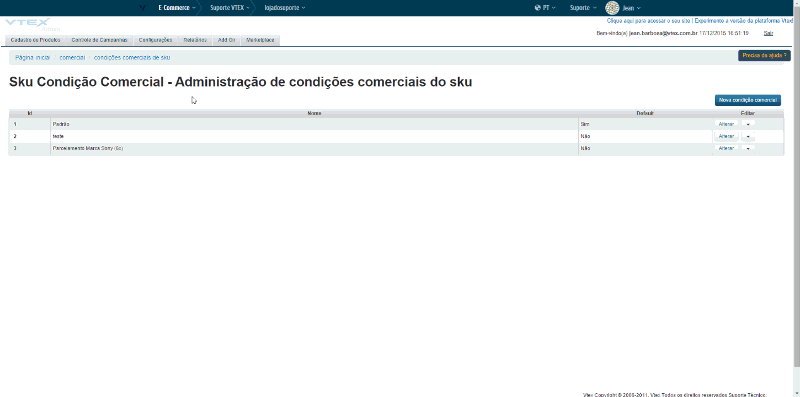 E-Commerce Suporte VTEX lojadosuporte PT Suporte Jean
VTEX
Clique aqui para acessar o seu site | Experimente a versão da plataforma Vtex
Bem-vindo(a) jean.barbosa@vtex.com.br 17/12/2015 16:51:19 Sair
Cadastro de Produtos Controle de Campanhas Configurações Relatórios Add On Marketplace
Página inicial comercial condições comerciais do sku Precisa da ajuda ?
Sku Condição Comercial - Administração de condições comerciais do sku
Nova condição comercial
Id Nome Default Editar
1 Padrão Sim Alterar
2 teste Não Alterar
3 Parcelamento Marca Sony (6x) Não Alterar
Vtex Copyright © 2000-2011. Vtex Todos os direitos reservados Suporte Técnico: